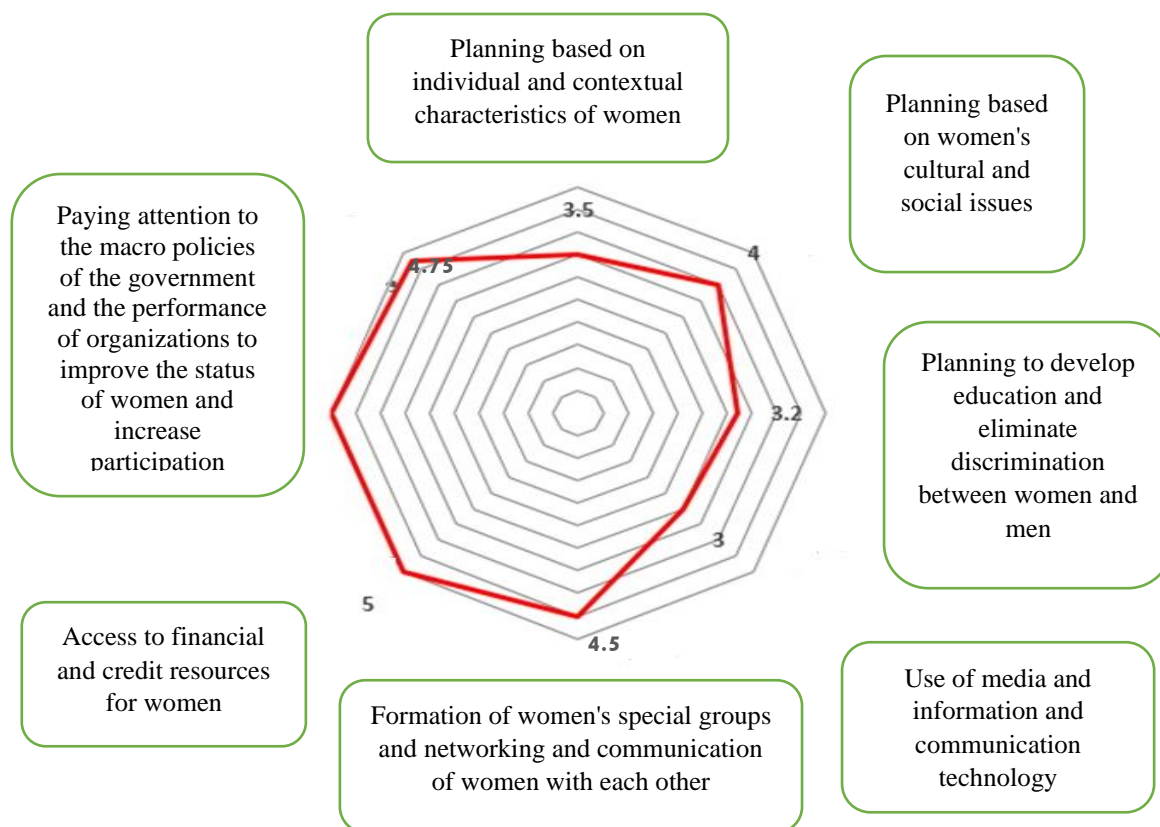 Planning based on
individual and contextual
characteristics of women
Planning based
on women's
cultural and
social issues
Paying attention to
the macro policies
of the government
and the performance
of organizations to
improve the status
of women and
increase
participation
3.5
4
4.75
Planning to develop
education and
eliminate
discrimination
between women and
men
3.2
3
5
4.5
Access to financial
and credit resources
for women
Formation of women's special groups
and networking and communication
of women with each other
Use of media and
information and
communication
technology